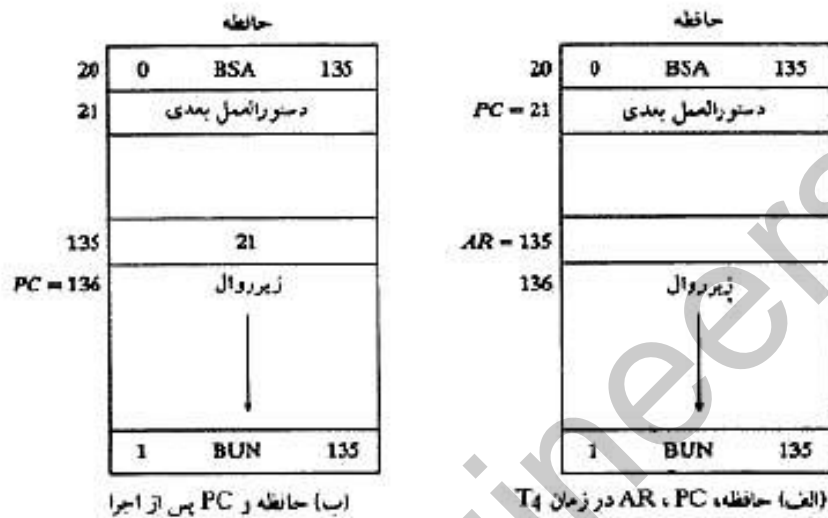 حافظه
20 0 BSA 135
PC = 21 دستورالعمل بعدی
AR = 135
136 زیرروال
1 BUN 135
(الف) حافظه، AR ، PC در زمان T4
حافظه
20 0 BSA 135
21 دستورالعمل بعدی
135 21
PC = 136 زیرروال
1 BUN 135
(ب) حافظه و PC پس از اجرا